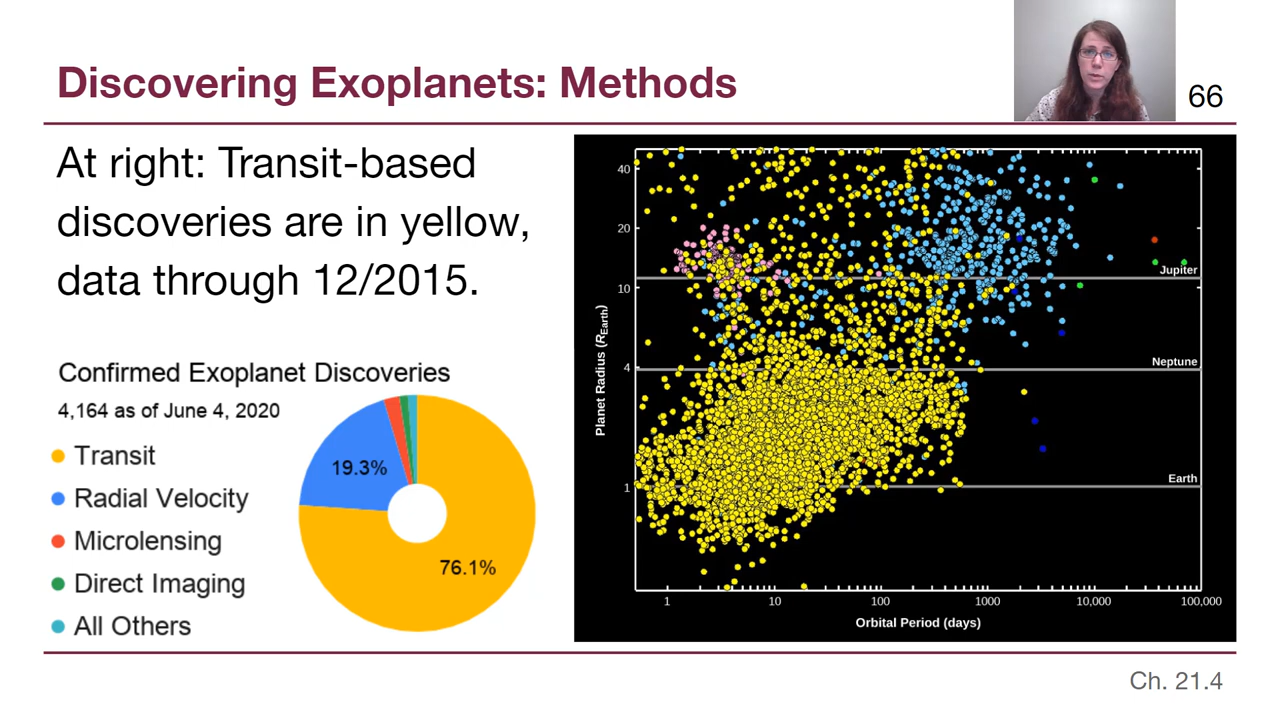 Discovering Exoplanets: Methods
66
At right: Transit-based
discoveries are in yellow,
data through 12/2015.
Confirmed Exoplanet Discoveries
4,164 as of June 4, 2020
Transit
Radial Velocity
Microlensing
Direct Imaging
All Others
19.3%
76.1%
Planet Radius (REarth)
40
20
10
4
1
Jupiter
Neptune
Earth
1 10 100 1000 10,000 100,000
Orbital Period (days)
Ch. 21.4